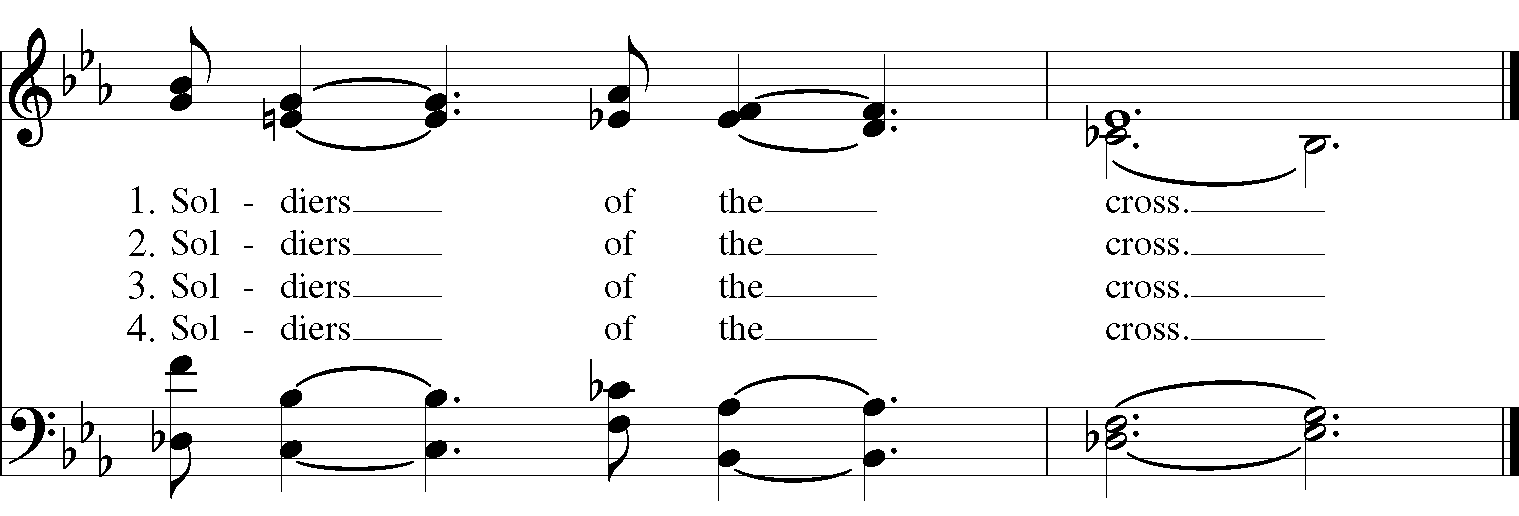 1. Sol - diers of the cross.
2. Sol - diers of the cross.
3. Sol - diers of the cross.
4. Sol - diers of the cross.